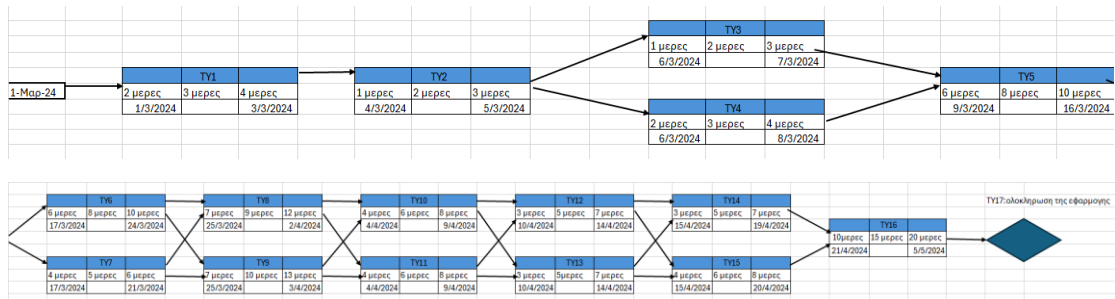 1-Μαρ-24
TY1
2 μερες 3 μερες 4 μερες
1/3/2024 3/3/2024
TY2
1 μερες 2 μερες 3 μερες
4/3/2024 5/3/2024
TY3
1 μερες 2 μερες 3 μερες
6/3/2024 7/3/2024
TY4
2 μερες 3 μερες 4 μερες
6/3/2024 8/3/2024
TY5
6 μερες 8 μερες 10 μερες
9/3/2024 16/3/2024
TY6
6 μερες 8 μερες 10 μερες
17/3/2024 24/3/2024
TY7
4 μερες 5 μερες 6 μερες
17/3/2024 21/3/2024
TY8
7 μερες 9 μερες 12 μερες
25/3/2024 2/4/2024
TY9
7 μερες 10 μερες 13 μερες
25/3/2024 3/4/2024
TY10
4 μερες 6 μερες 8 μερες
4/4/2024 9/4/2024
TY11
4 μερες 6 μερες 8 μερες
4/4/2024 9/4/2024
TY12
3 μερες 5 μερες 7 μερες
10/4/2024 14/4/2024
TY13
3 μερες 5μερες 7 μερες
10/4/2024 14/4/2024
TY14
3 μερες 5 μερες 7 μερες
15/4/2024 19/4/2024
TY15
4 μερες 6 μερες 8 μερες
15/4/2024 20/4/2024
TY16
10μερες 15 μερες 20 μερες
21/4/2024 5/5/2024
TY17:ολοκληρωση της εφαρμογης